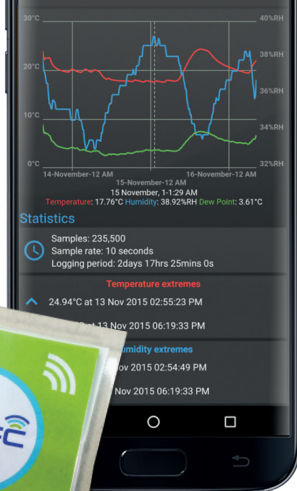 30°C 40%RH
38%RH
20°C
36%RH
10°C
34%RH
0°C 32%RH
14-November-12 AM 16-November-12 AM
15-November-12 AM
15 November, 1-1:29 AM
Temperature: 17.76°C Humidity: 38.92%RH Dew Point: 3.61°C
Statistics
Samples: 235,500
Sample rate: 10 seconds
Logging period: 2days 17hrs 25mins 0s
Temperature extremes
24.94°C at 13 Nov 2015 02:55:23 PM
at 13 Nov 2015 06:19:33 PM
extremes
Nov 2015 02:54:49 PM
Nov 2015 06:19:33 PM